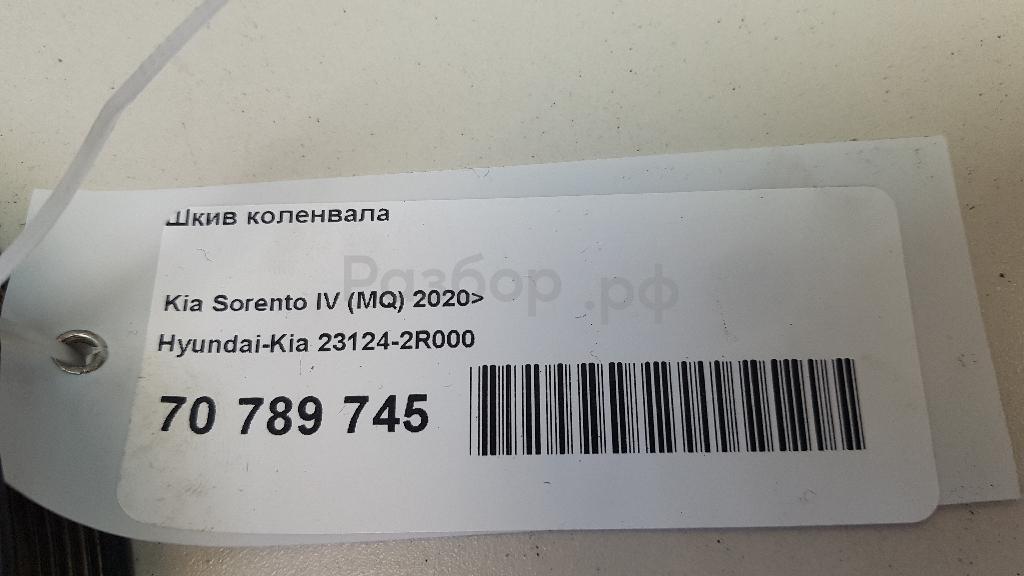 Шкив коленвала
Разбор.рф
Kia Sorento IV (MQ) 2020>
Hyundai-Kia 23124-2R000
70 789 745